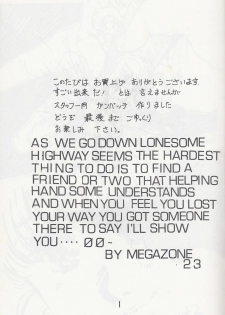 このたびは お買上げ ありがとうございます
すごい出来だ! とは 言えませんが
スタッフ一同 ガンバッテ 作りました
どうぞ 最後まで ごゆっくり
お楽しみ 下さい。
AS WE GO DOWN LONESOME
HIGHWAY SEEMS THE HARDEST
THING TO DO IS TO FIND A
FRIEND OR TWO THAT HELPING
HAND SOME UNDERSTANDS
AND WHEN YOU FEEL YOU LOST
YOUR WAY YOU GOT SOMEONE
THERE TO SAY I'LL SHOW
YOU···· OO-
BY MEGAZONE
·23
1